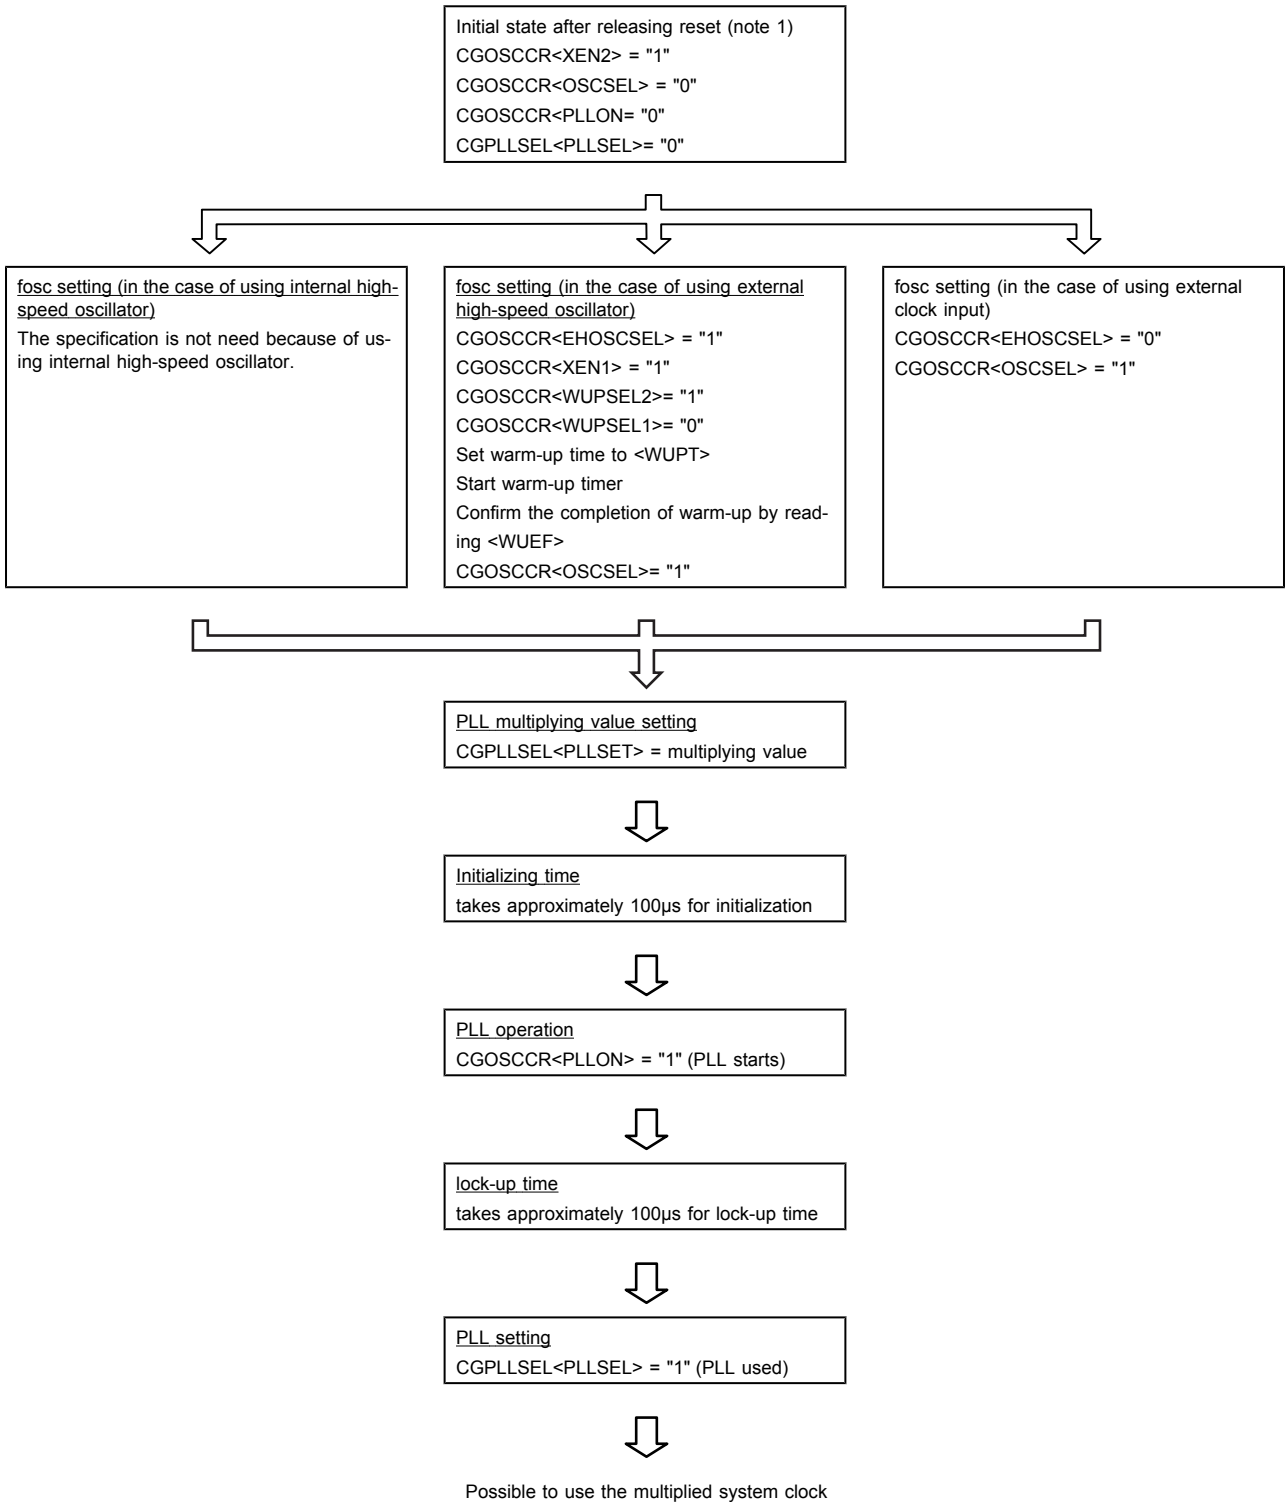 Initial state after releasing reset (note 1)
CGOSCCR<XEN2> = "1"
CGOSCCR<OSCSEL> = "0"
CGOSCCR<PLLON= "0"
CGPLLSEL<PLLSEL>= "0"
fosc setting (in the case of using internal high-
speed oscillator)
The specification is not need because of us-
ing internal high-speed oscillator.
fosc setting (in the case of using external
high-speed oscillator)
CGOSCCR<EHOSCSEL> = "1"
CGOSCCR<XEN1> = "1"
CGOSCCR<WUPSEL2>= "1"
CGOSCCR<WUPSEL1>= "0"
Set warm-up time to <WUPT>
Start warm-up timer
Confirm the completion of warm-up by read-
ing <WUEF>
CGOSCCR<OSCSEL>= "1"
fosc setting (in the case of using external
clock input)
CGOSCCR<EHOSCSEL> = "0"
CGOSCCR<OSCSEL> = "1"
PLL multiplying value setting
CGPLLSEL<PLLSET> = multiplying value
Initializing time
takes approximately 100µs for initialization
PLL operation
CGOSCCR<PLLON> = "1" (PLL starts)
lock-up time
takes approximately 100µs for lock-up time
PLL setting
CGPLLSEL<PLLSEL> = "1" (PLL used)
Possible to use the multiplied system clock